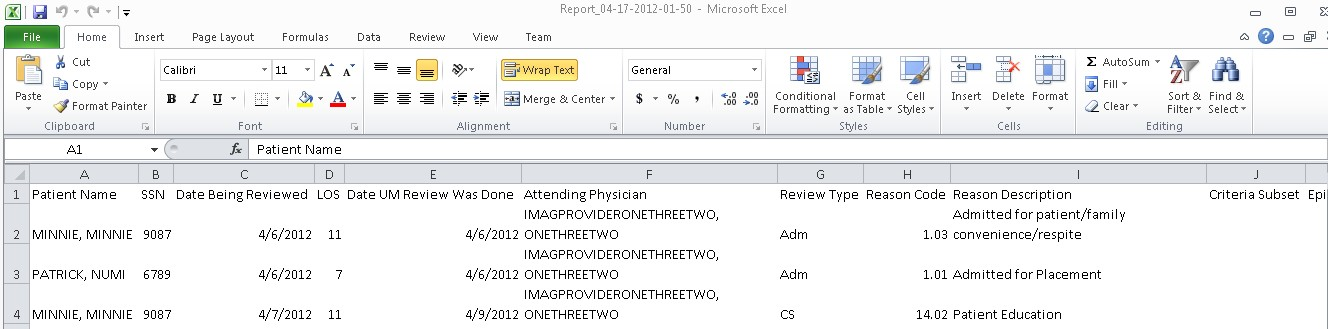 Report_04-17-2012-01-50 - Microsoft Excel
File Home Insert Page Layout Formulas Data Review View Team
Cut Calibri 11 A A Wrap Text General AutoSum
Copy Fill
Paste Format Painter B I U A Merge & Center $ % , .0 .00 .00 .0 Conditional Formatting Format as Table Cell Styles Insert Delete Format Clear Sort & Filter Find & Select
Clipboard Font Alignment Number Styles Cells Editing
A1 fx Patient Name
A B C D E F G H I J
1 Patient Name SSN Date Being Reviewed LOS Date UM Review Was Done Attending Physician Review Type Reason Code Reason Description Criteria Subset Epi
IMAGPROVIDERONETHREETWO, Admitted for patient/family
2 MINNIE, MINNIE 9087 4/6/2012 11 4/6/2012 ONETHREETWO Adm 1.03 convenience/respite
IMAGPROVIDERONETHREETWO,
3 PATRICK, NUMI 6789 4/6/2012 7 4/6/2012 ONETHREETWO Adm 1.01 Admitted for Placement
IMAGPROVIDERONETHREETWO,
4 MINNIE, MINNIE 9087 4/7/2012 11 4/9/2012 ONETHREETWO CS 14.02 Patient Education